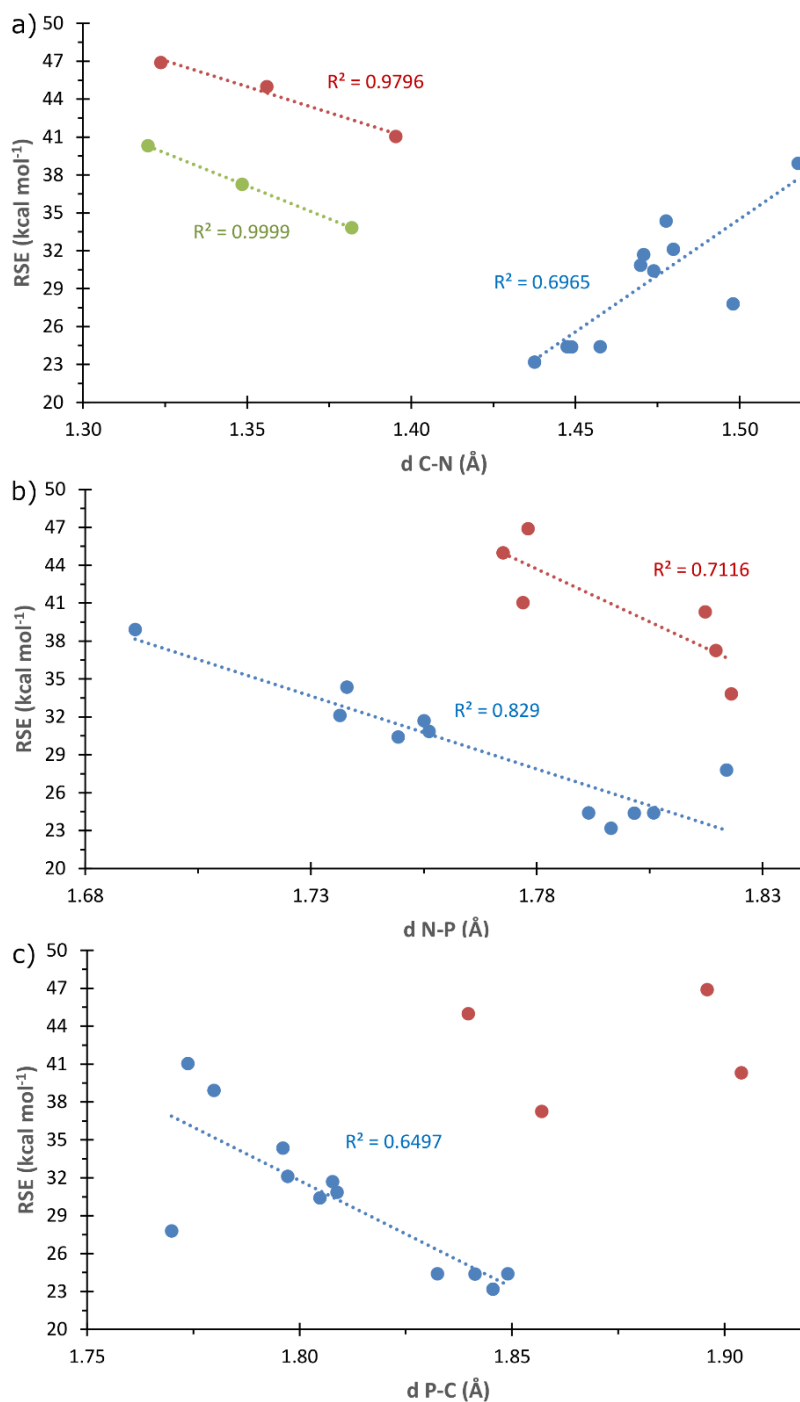 a)
50
47
44
41
38
35
32
29
26
23
20
RSE (kcal mol⁻¹)
R² = 0.9796
R² = 0.9999
R² = 0.6965
1.30 1.35 1.40 1.45 1.50
d C-N (Å)
b)
50
47
44
41
38
35
32
29
26
23
20
RSE (kcal mol⁻¹)
R² = 0.7116
R² = 0.829
1.68 1.73 1.78 1.83
d N-P (Å)
c)
50
47
44
41
38
35
32
29
26
23
20
RSE (kcal mol⁻¹)
R² = 0.6497
1.75 1.80 1.85 1.90
d P-C (Å)